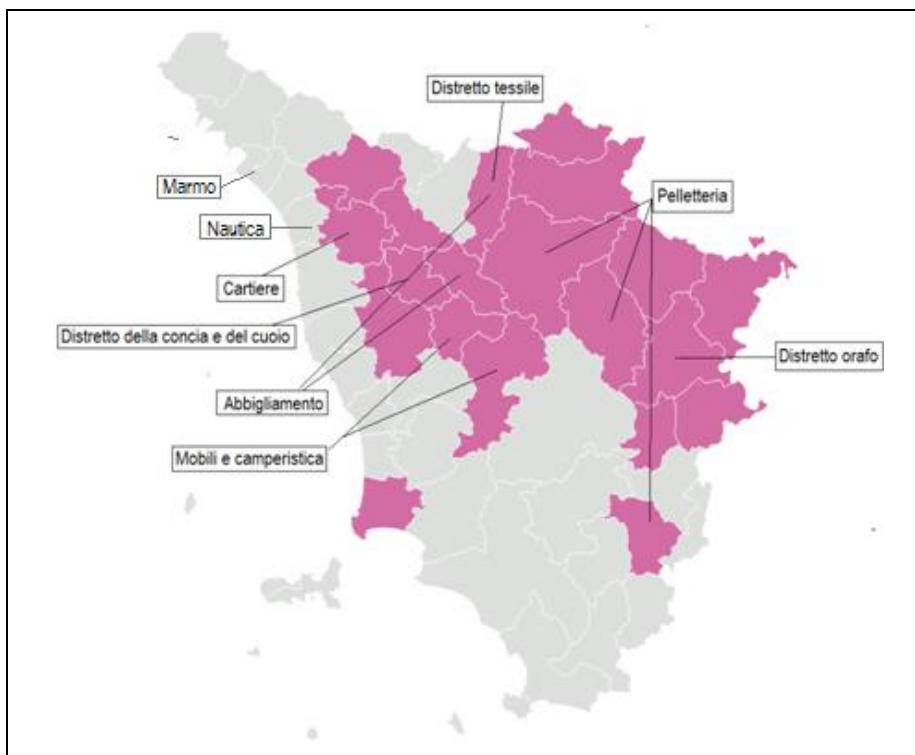 Distretto tessile
Marmo
Pelletteria
Nautica
Cartiere
Distretto della concia e del cuoio
Distretto orafo
Abbigliamento
Mobili e camperistica